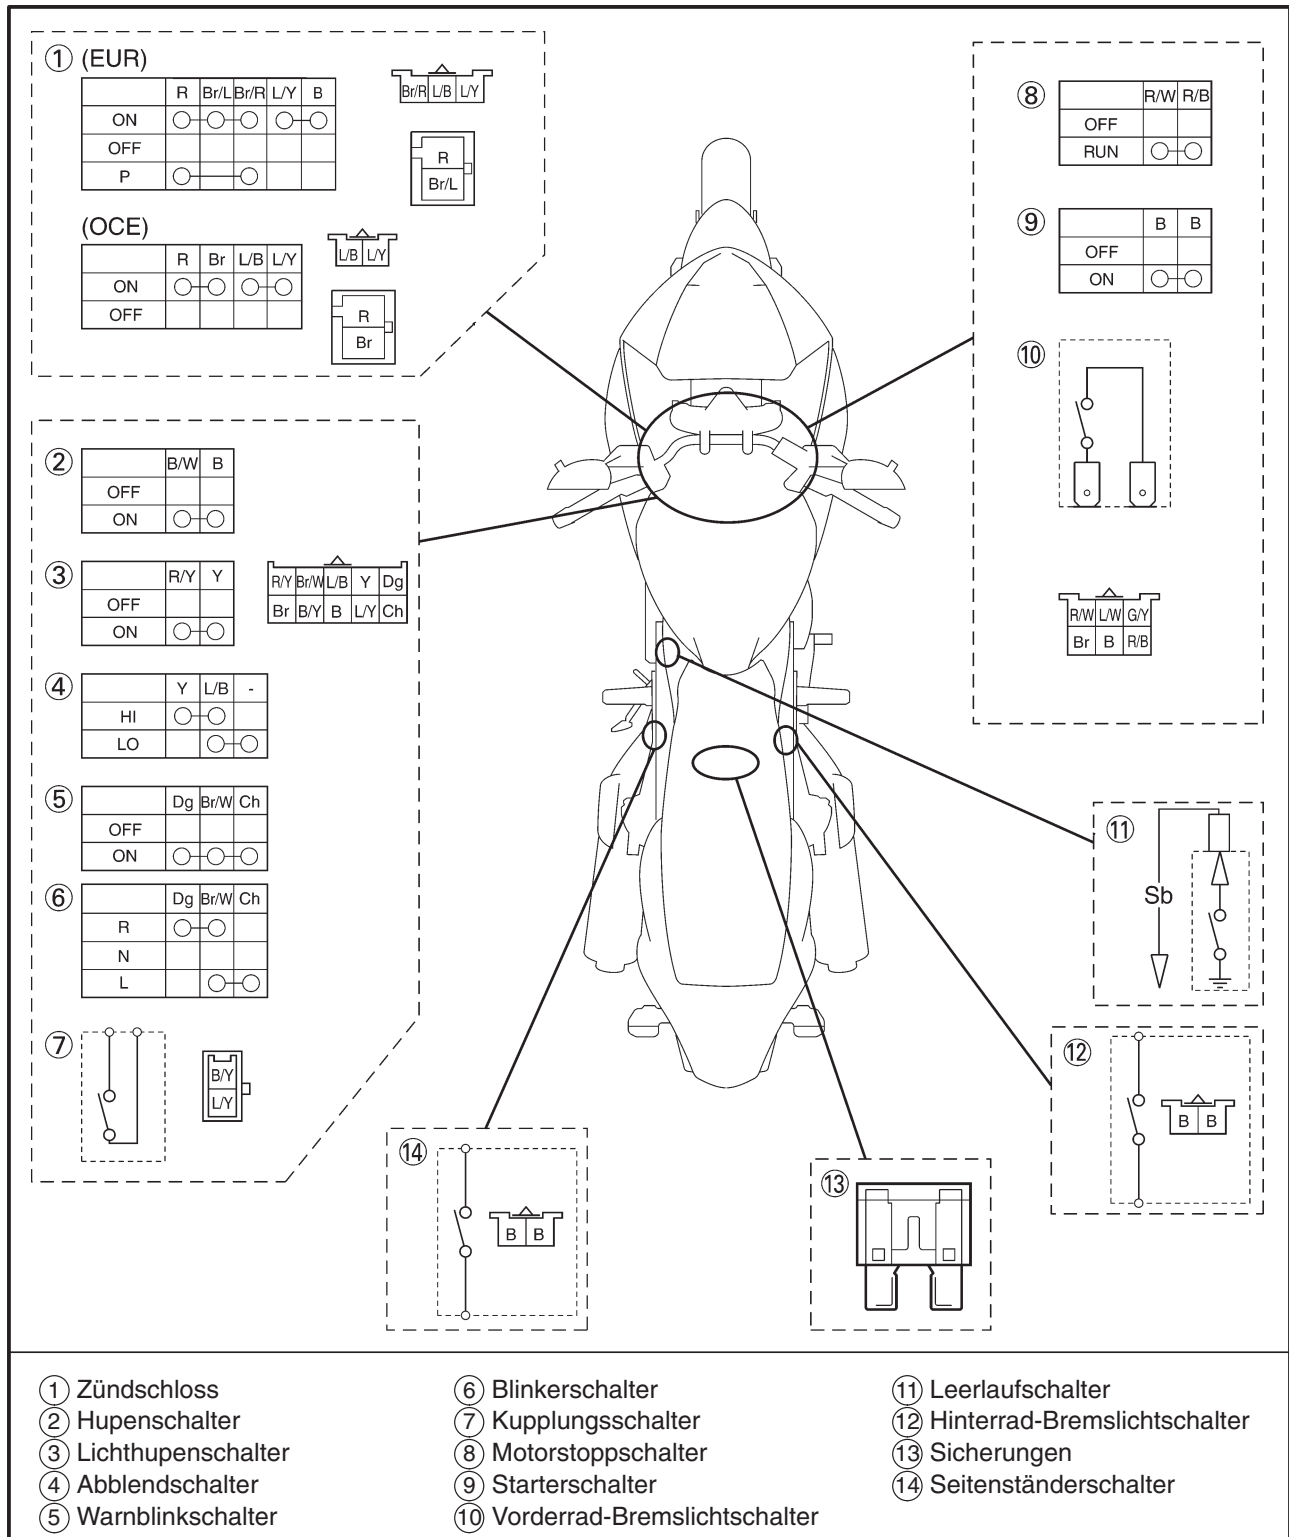 ① (EUR)
R Br/L Br/R L/Y B
ON
OFF
P
Br/R L/B L/Y
R
Br/L
(OCE)
R Br L/B L/Y
ON
OFF
L/B L/Y
R
Br
②
B/W B
OFF
ON
③
R/Y Y
OFF
ON
R/Y Br/W L/B Y Dg
Br B/Y B L/Y Ch
④
Y L/B -
HI
LO
⑤
Dg Br/W Ch
OFF
ON
⑥
Dg Br/W Ch
R
N
L
⑦
B/Y
L/Y
⑧
R/W R/B
OFF
RUN
⑨
B B
OFF
ON
⑩
R/W L/W G/Y
Br B R/B
⑪
Sb
⑫
B B
⑬
⑭
B B
① Zündschloss
② Hupenschalter
③ Lichthupenschalter
④ Abblendschalter
⑤ Warnblinkschalter
⑥ Blinkerschalter
⑦ Kupplungsschalter
⑧ Motorstoppschalter
⑨ Starterschalter
⑩ Vorderrad-Bremslichtschalter
⑪ Leerlaufschalter
⑫ Hinterrad-Bremslichtschalter
⑬ Sicherungen
⑭ Seitenständerschalter